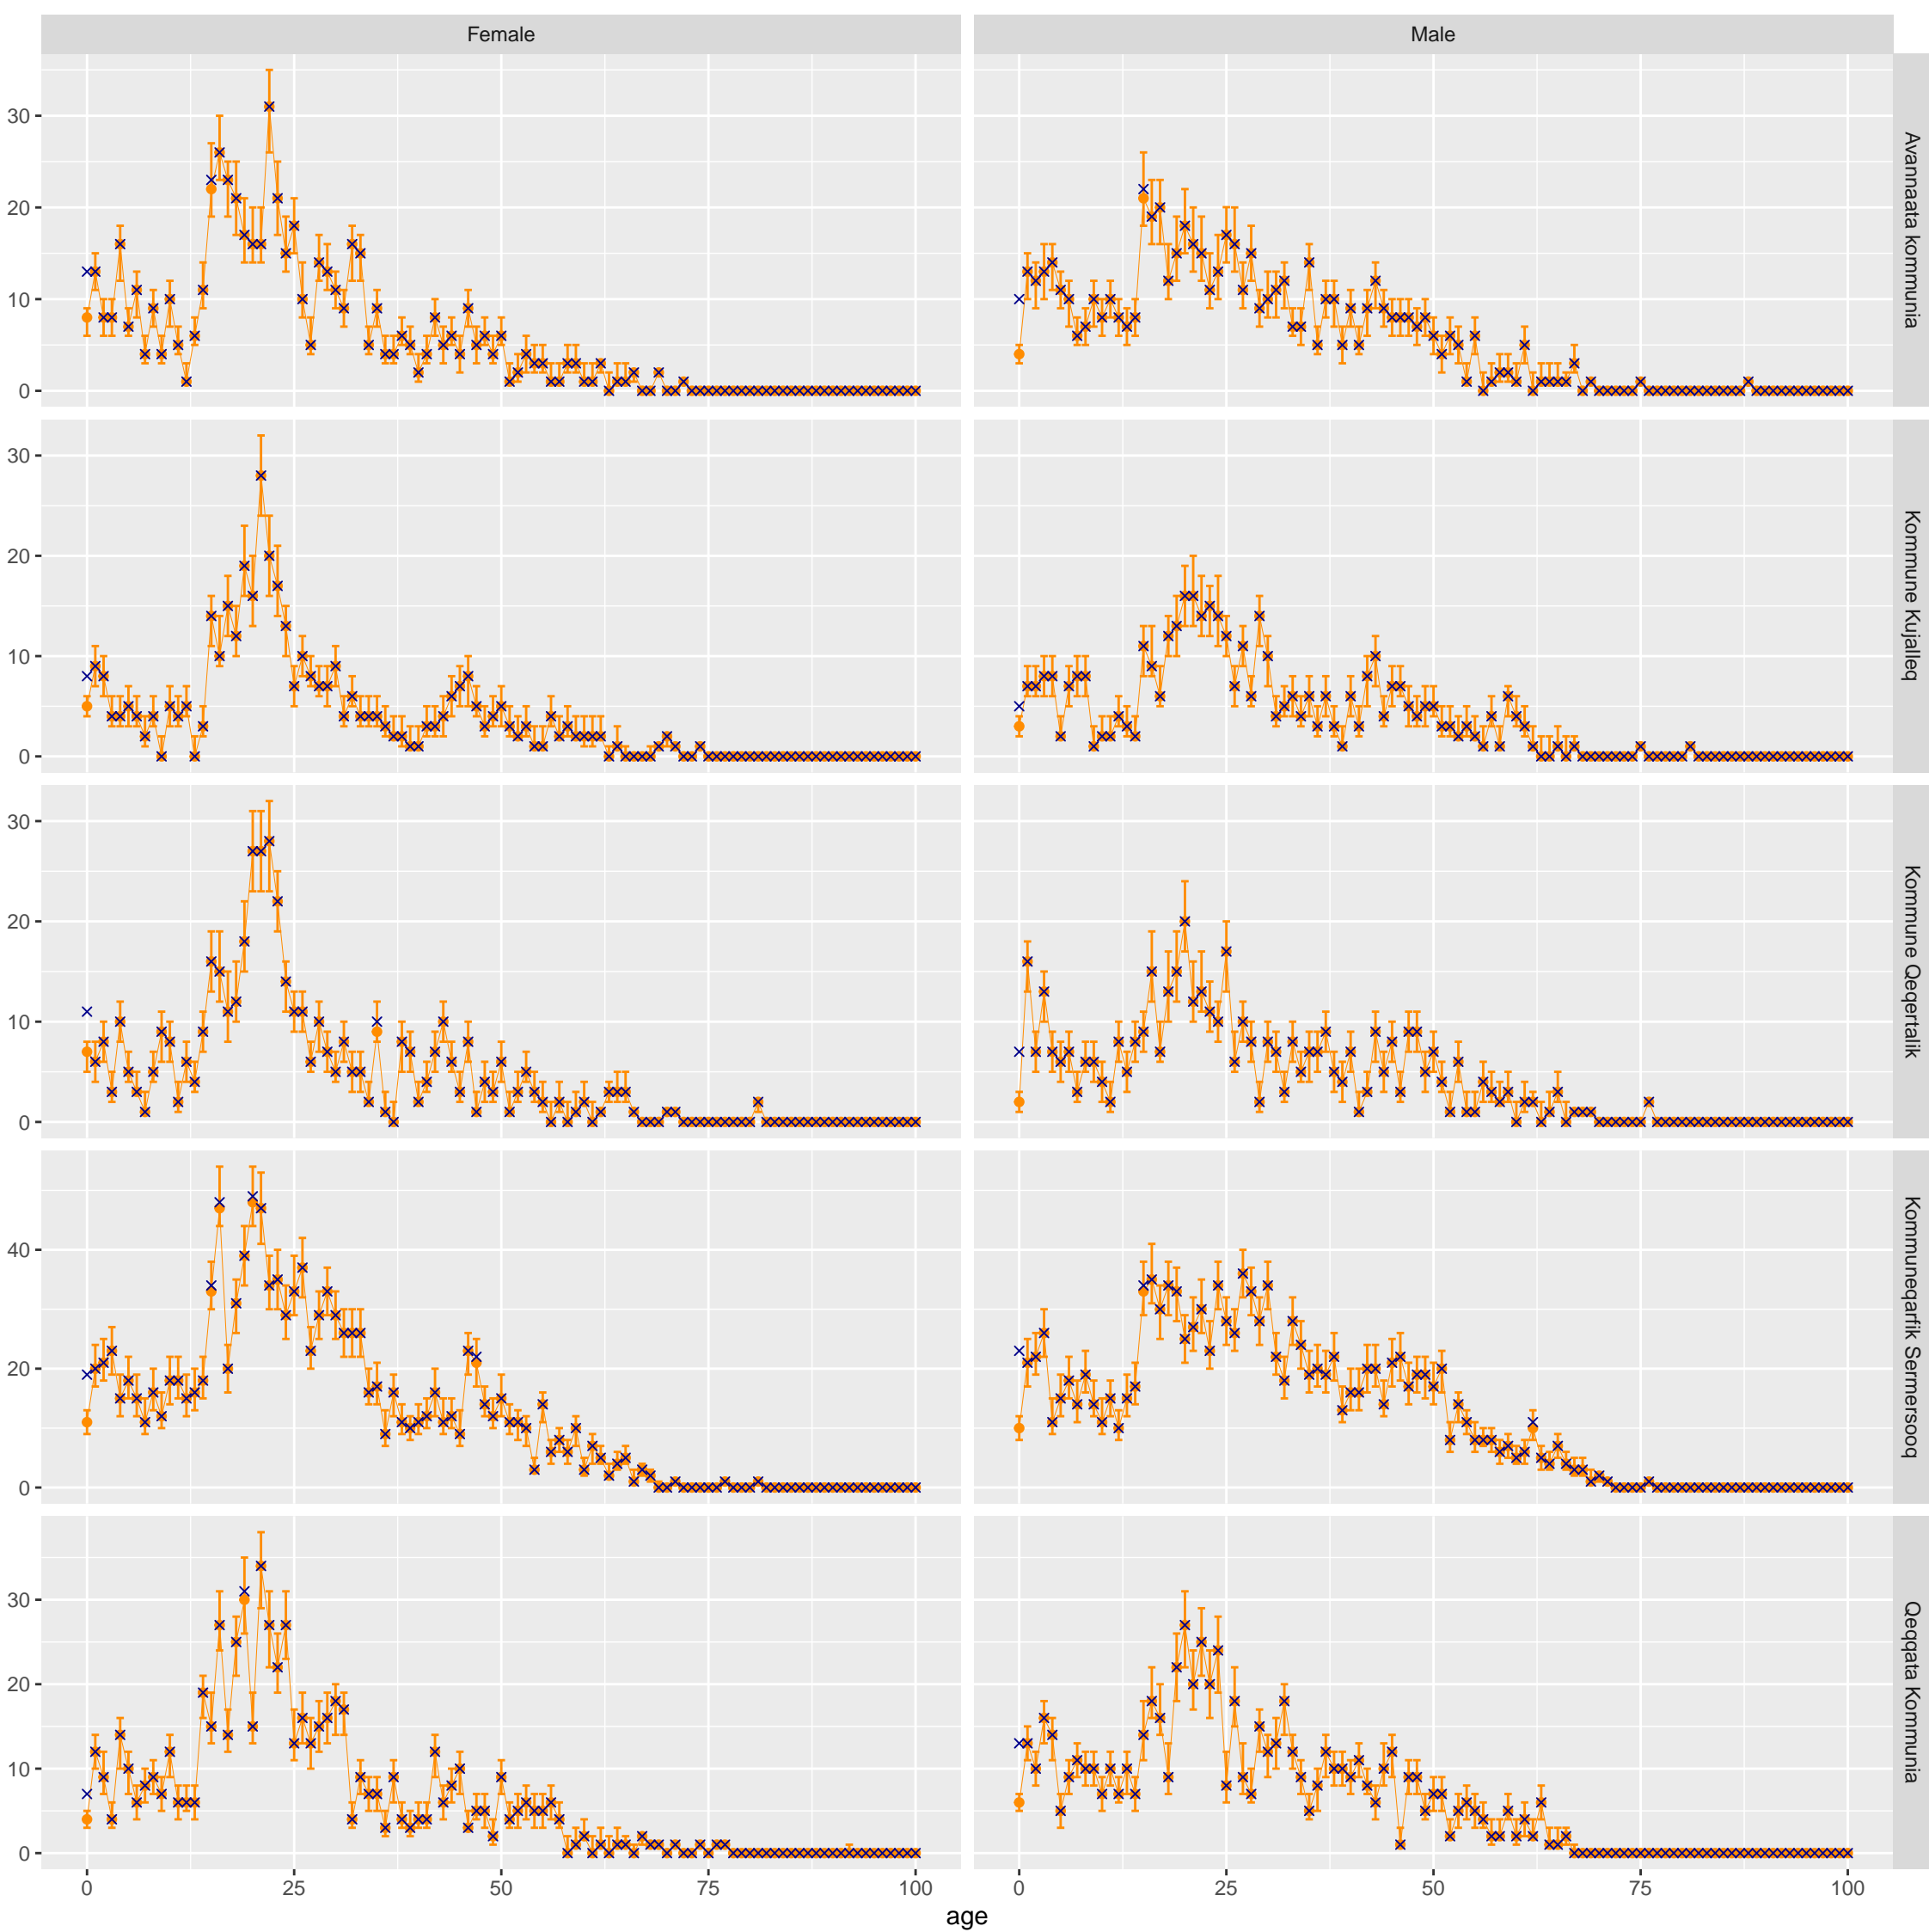 Female
Male
30
20
10
0
Avannaata kommunia
30
20
10
0
Kommune Kujalleq
30
20
10
0
Kommune Qeqertalik
40
20
0
Kommuneqarfik Sermersooq
30
20
10
0
Qeqqata Kommunia
0 25 50 75 100
0 25 50 75 100
age